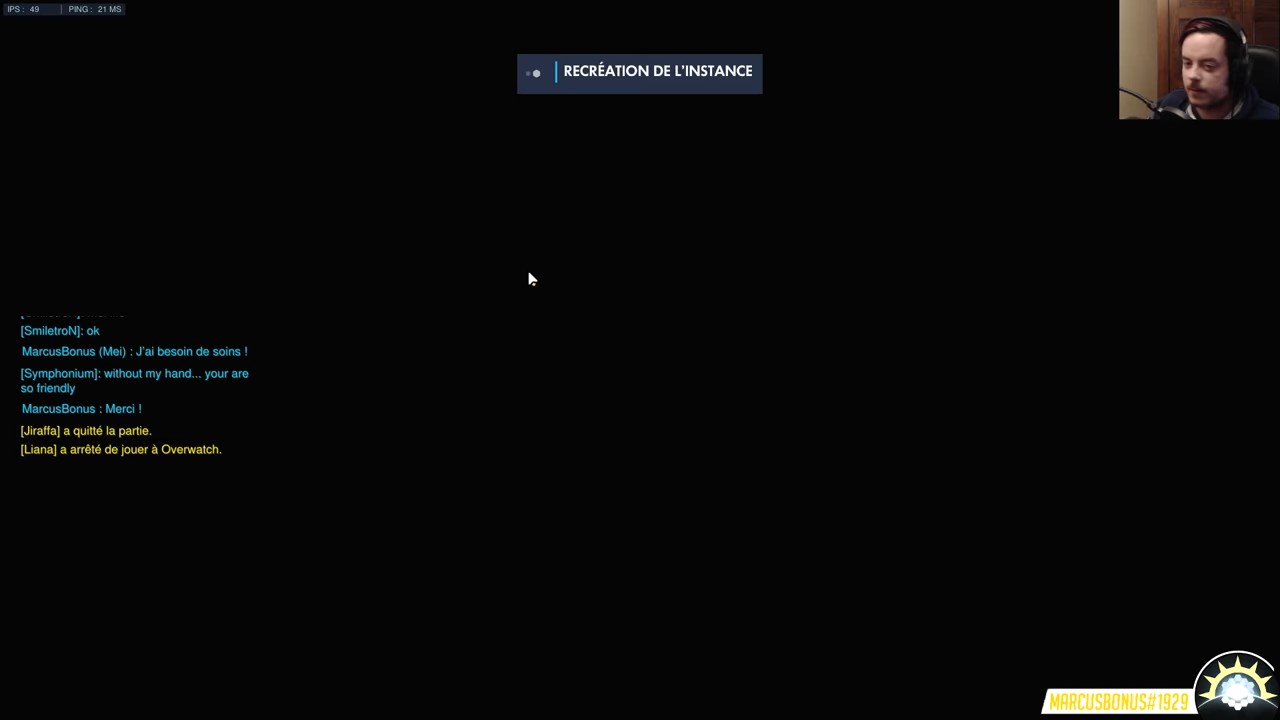 IPS : 49 | PING : 21 MS
RECRÉATION DE L'INSTANCE
[SmiletroN]: ok
MarcusBonus (Mei) : J'ai besoin de soins !
[Symphonium]: without my hand... your are
so friendly
MarcusBonus : Merci !
[Jiraffa] a quitté la partie.
[Liana] a arrêté de jouer à Overwatch.
MARCUSBONUS#1929